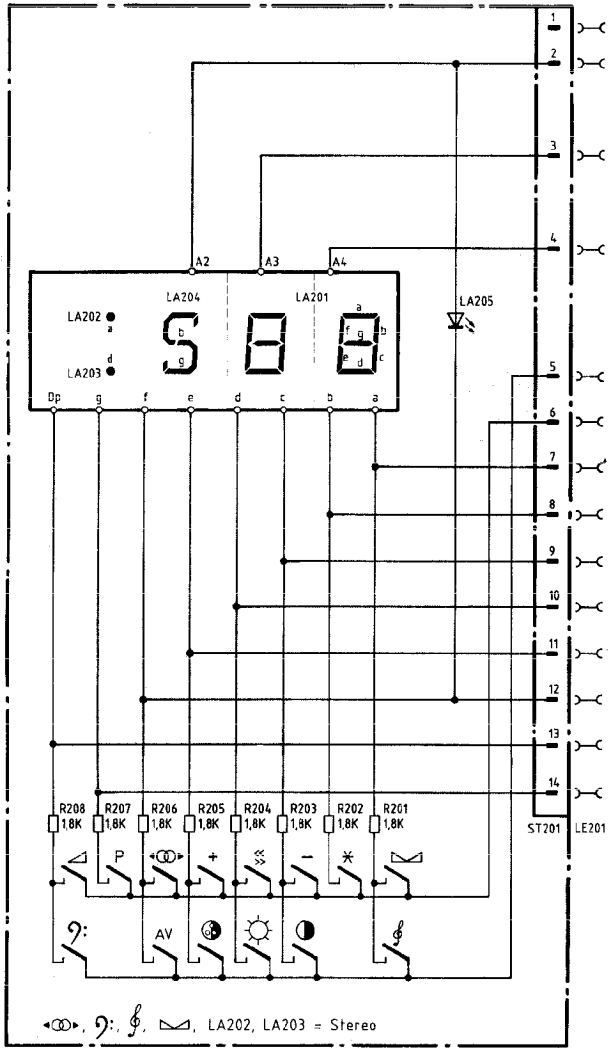 1
2
3
4
A2 A3 A4
LA204 LA201 LA205
LA202 a b a f g b
d g e d c
LA203
5
Dp g f e d c b a
6
7
8
9
10
11
12
13
14
R208 R207 R206 R205 R204 R203 R202 R201
1,8K 1,8K 1,8K 1,8K 1,8K 1,8K 1,8K 1,8K
ST201 LE201
P + − *
AV
LA202, LA203 = Stereo